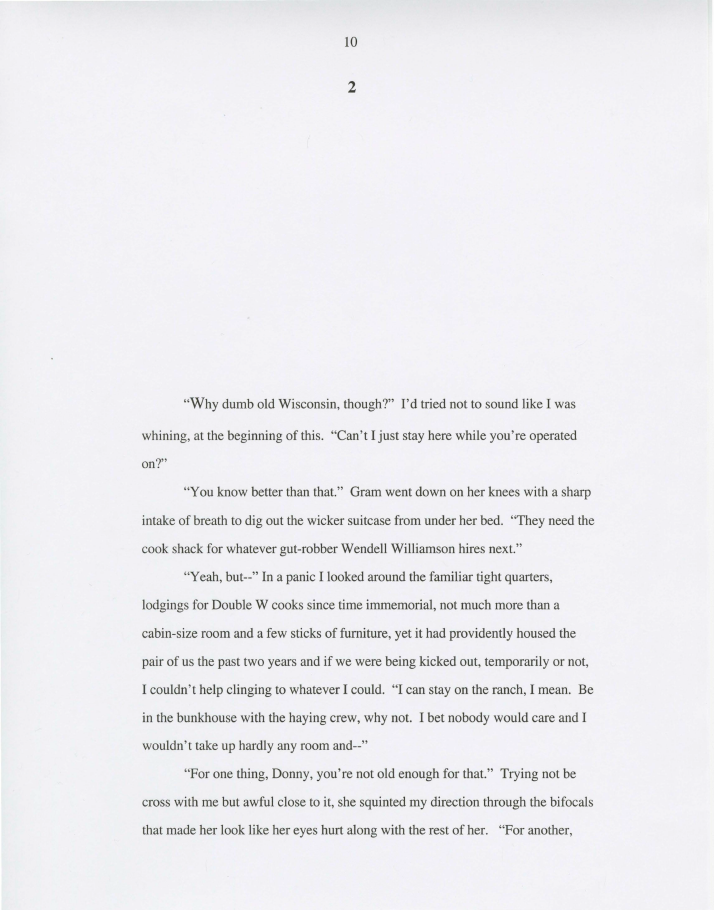 10
2
“Why dumb old Wisconsin, though?”  I’d tried not to sound like I was
whining, at the beginning of this.  “Can’t I just stay here while you’re operated
on?”
“You know better than that.”  Gram went down on her knees with a sharp
intake of breath to dig out the wicker suitcase from under her bed.  “They need the
cook shack for whatever gut-robber Wendell Williamson hires next.”
“Yeah, but--” In a panic I looked around the familiar tight quarters,
lodgings for Double W cooks since time immemorial, not much more than a
cabin-size room and a few sticks of furniture, yet it had providently housed the
pair of us the past two years and if we were being kicked out, temporarily or not,
I couldn’t help clinging to whatever I could.  “I can stay on the ranch, I mean.  Be
in the bunkhouse with the haying crew, why not.  I bet nobody would care and I
wouldn’t take up hardly any room and--”
“For one thing, Donny, you’re not old enough for that.”  Trying not be
cross with me but awful close to it, she squinted my direction through the bifocals
that made her look like her eyes hurt along with the rest of her.   “For another,